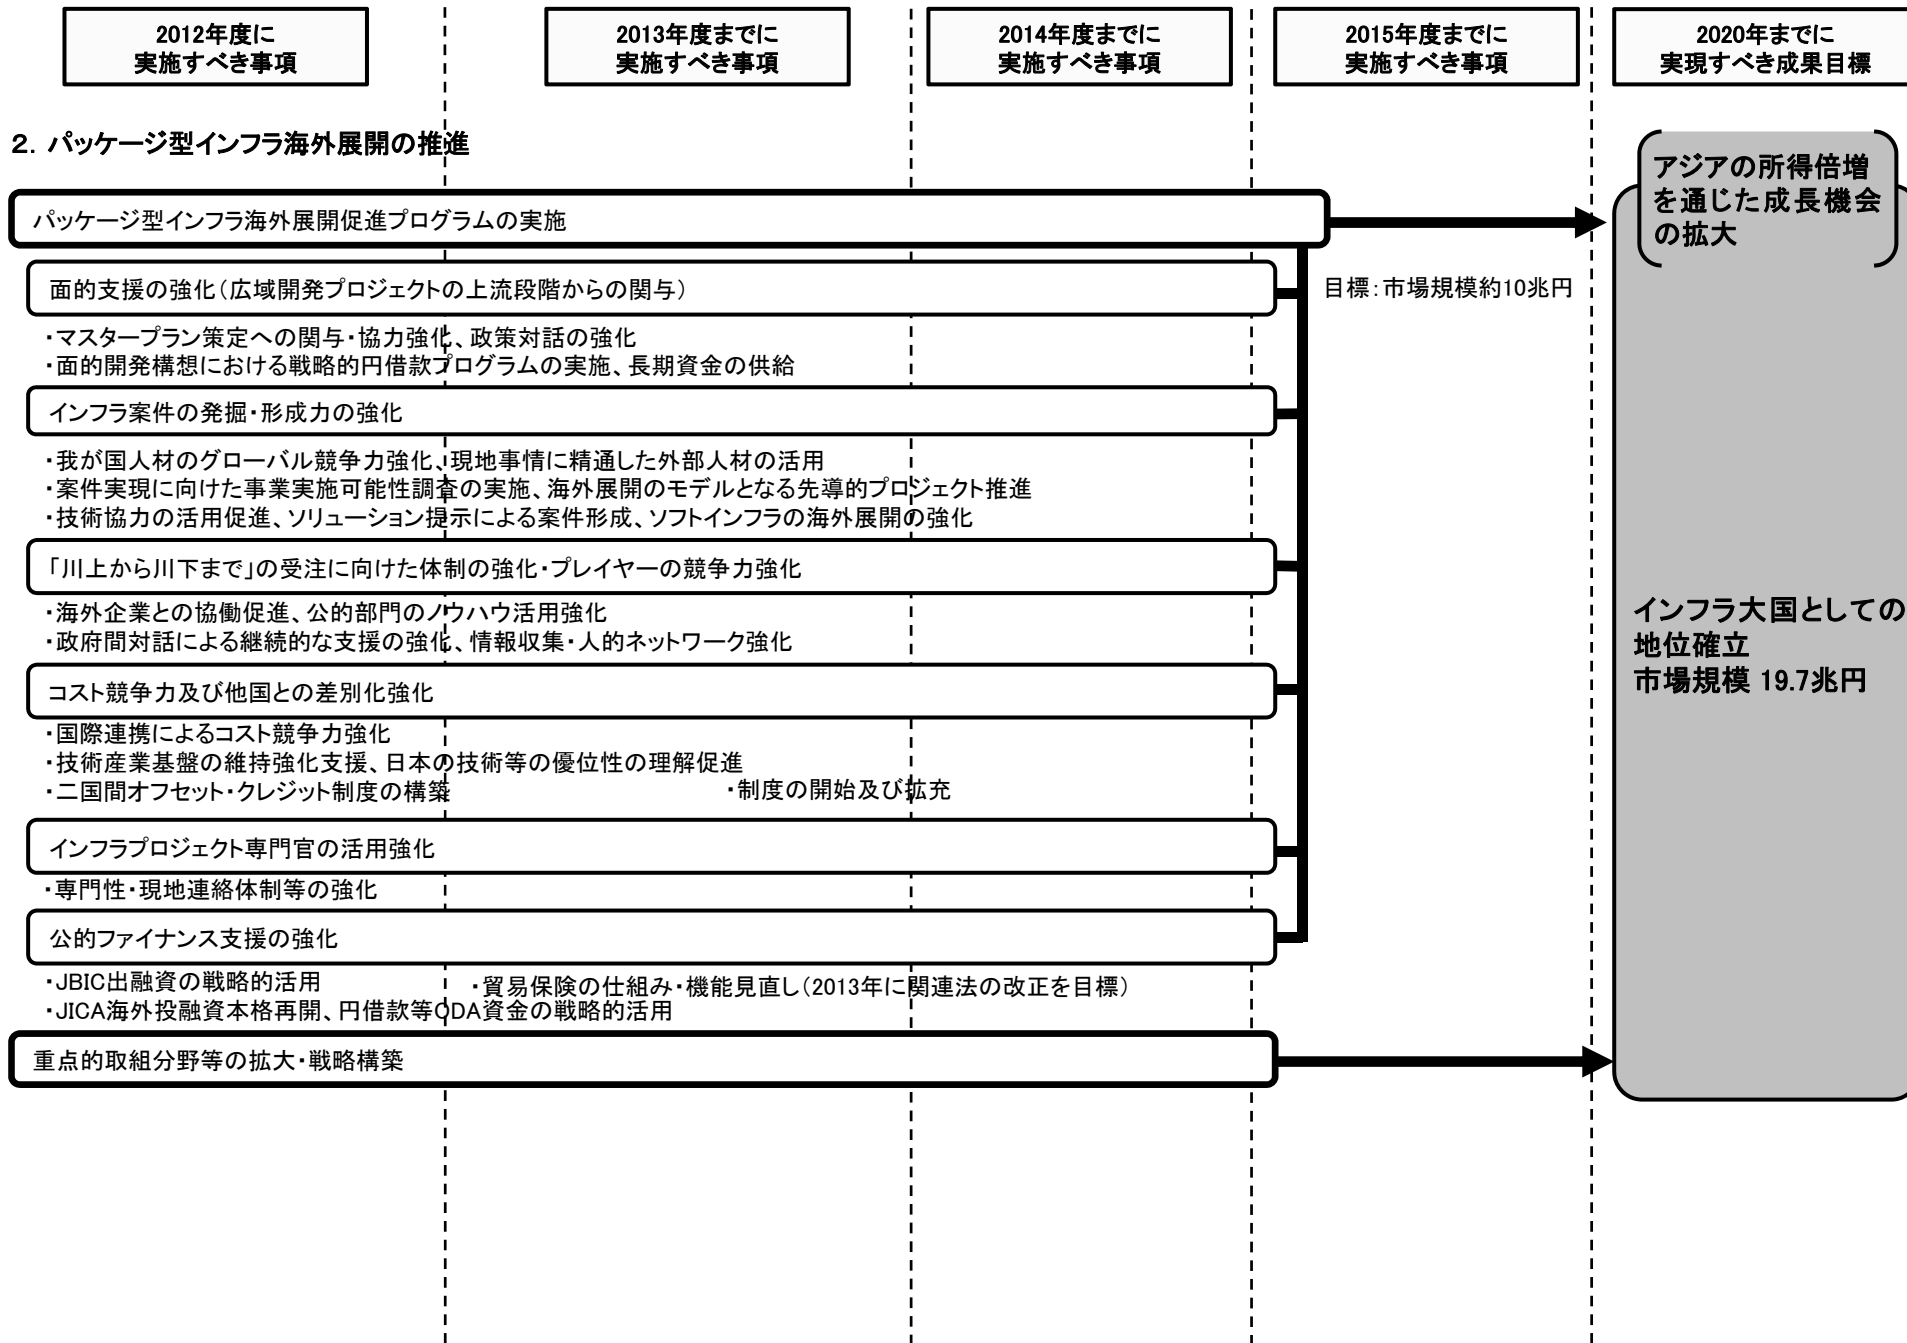 2012年度に
実施すべき事項
2013年度までに
実施すべき事項
2014年度までに
実施すべき事項
2015年度までに
実施すべき事項
2020年までに
実現すべき成果目標
2．パッケージ型インフラ海外展開の推進
アジアの所得倍増
を通じた成長機会
の拡大
パッケージ型インフラ海外展開促進プログラムの実施
面的支援の強化（広域開発プロジェクトの上流段階からの関与）
目標：市場規模約10兆円
・マスタープラン策定への関与・協力強化、政策対話の強化
・面的開発構想における戦略的円借款プログラムの実施、長期資金の供給
インフラ案件の発掘・形成力の強化
・我が国人材のグローバル競争力強化、現地事情に精通した外部人材の活用
・案件実現に向けた事業実施可能性調査の実施、海外展開のモデルとなる先導的プロジェクト推進
・技術協力の活用促進、ソリューション提示による案件形成、ソフトインフラの海外展開の強化
「川上から川下まで」の受注に向けた体制の強化・プレイヤーの競争力強化
・海外企業との協働促進、公的部門のノウハウ活用強化
・政府間対話による継続的な支援の強化、情報収集・人的ネットワーク強化
インフラ大国としての
地位確立
市場規模 19.7兆円
コスト競争力及び他国との差別化強化
・国際連携によるコスト競争力強化
・技術産業基盤の維持強化支援、日本の技術等の優位性の理解促進
・二国間オフセット・クレジット制度の構築
・制度の開始及び拡充
インフラプロジェクト専門官の活用強化
・専門性・現地連絡体制等の強化
公的ファイナンス支援の強化
・JBIC出融資の戦略的活用
・貿易保険の仕組み・機能見直し（2013年に関連法の改正を目標）
・JICA海外投融資本格再開、円借款等ODA資金の戦略的活用
重点的取組分野等の拡大・戦略構築